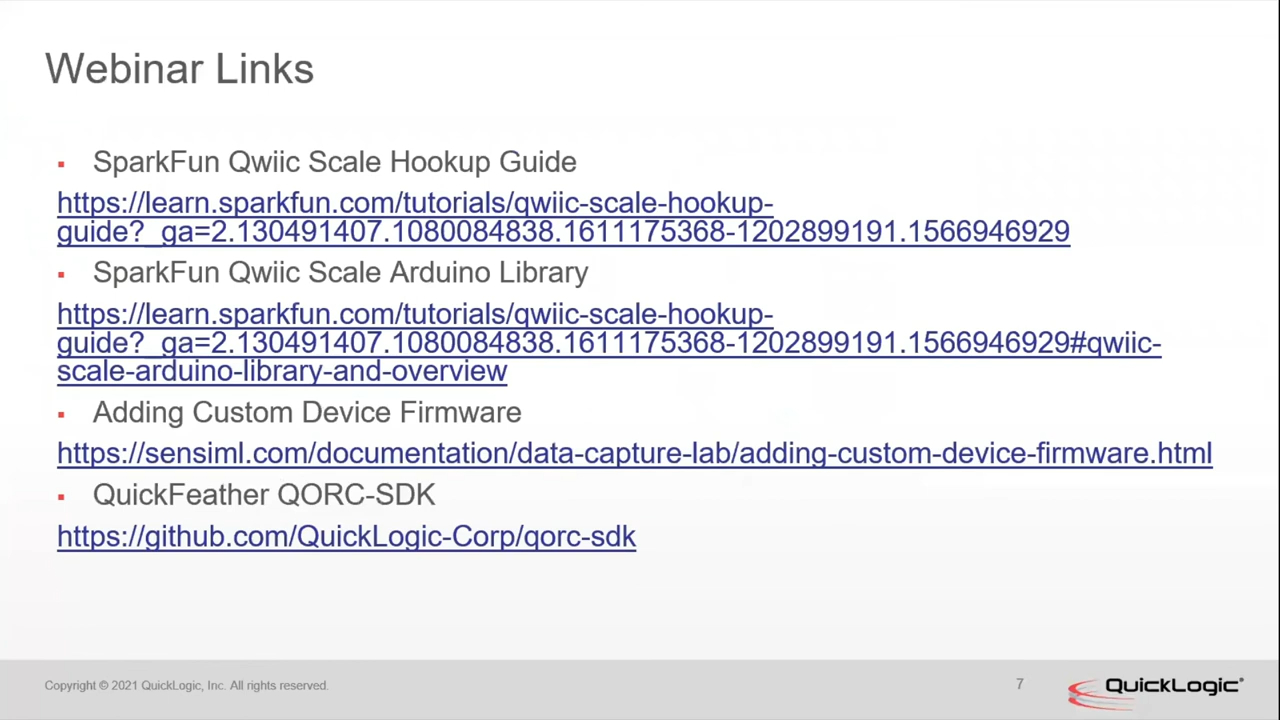 Webinar Links
▪ SparkFun Qwiic Scale Hookup Guide
https://learn.sparkfun.com/tutorials/qwiic-scale-hookup-
guide?_ga=2.130491407.1080084838.1611175368-1202899191.1566946929
▪ SparkFun Qwiic Scale Arduino Library
https://learn.sparkfun.com/tutorials/qwiic-scale-hookup-
guide?_ga=2.130491407.1080084838.1611175368-1202899191.1566946929#qwiic-
scale-arduino-library-and-overview
▪ Adding Custom Device Firmware
https://sensiml.com/documentation/data-capture-lab/adding-custom-device-firmware.html
▪ QuickFeather QORC-SDK
https://github.com/QuickLogic-Corp/qorc-sdk
Copyright © 2021 QuickLogic, Inc. All rights reserved.
7
QuickLogic®